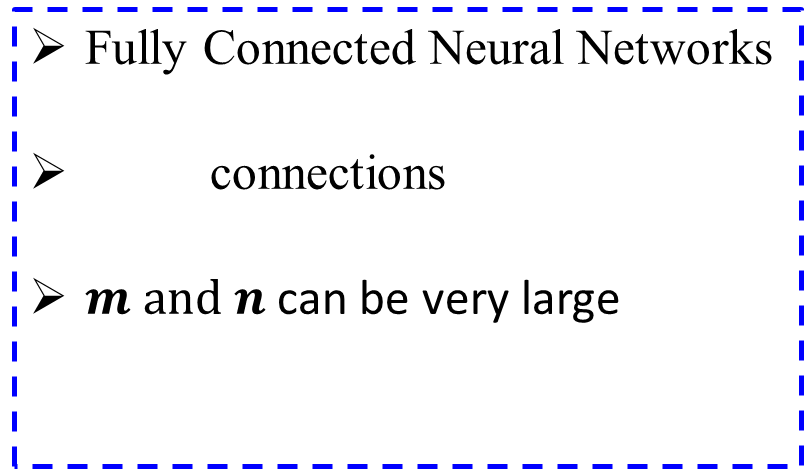 ➢ Fully Connected Neural Networks
➢ connections
➢ m and n can be very large